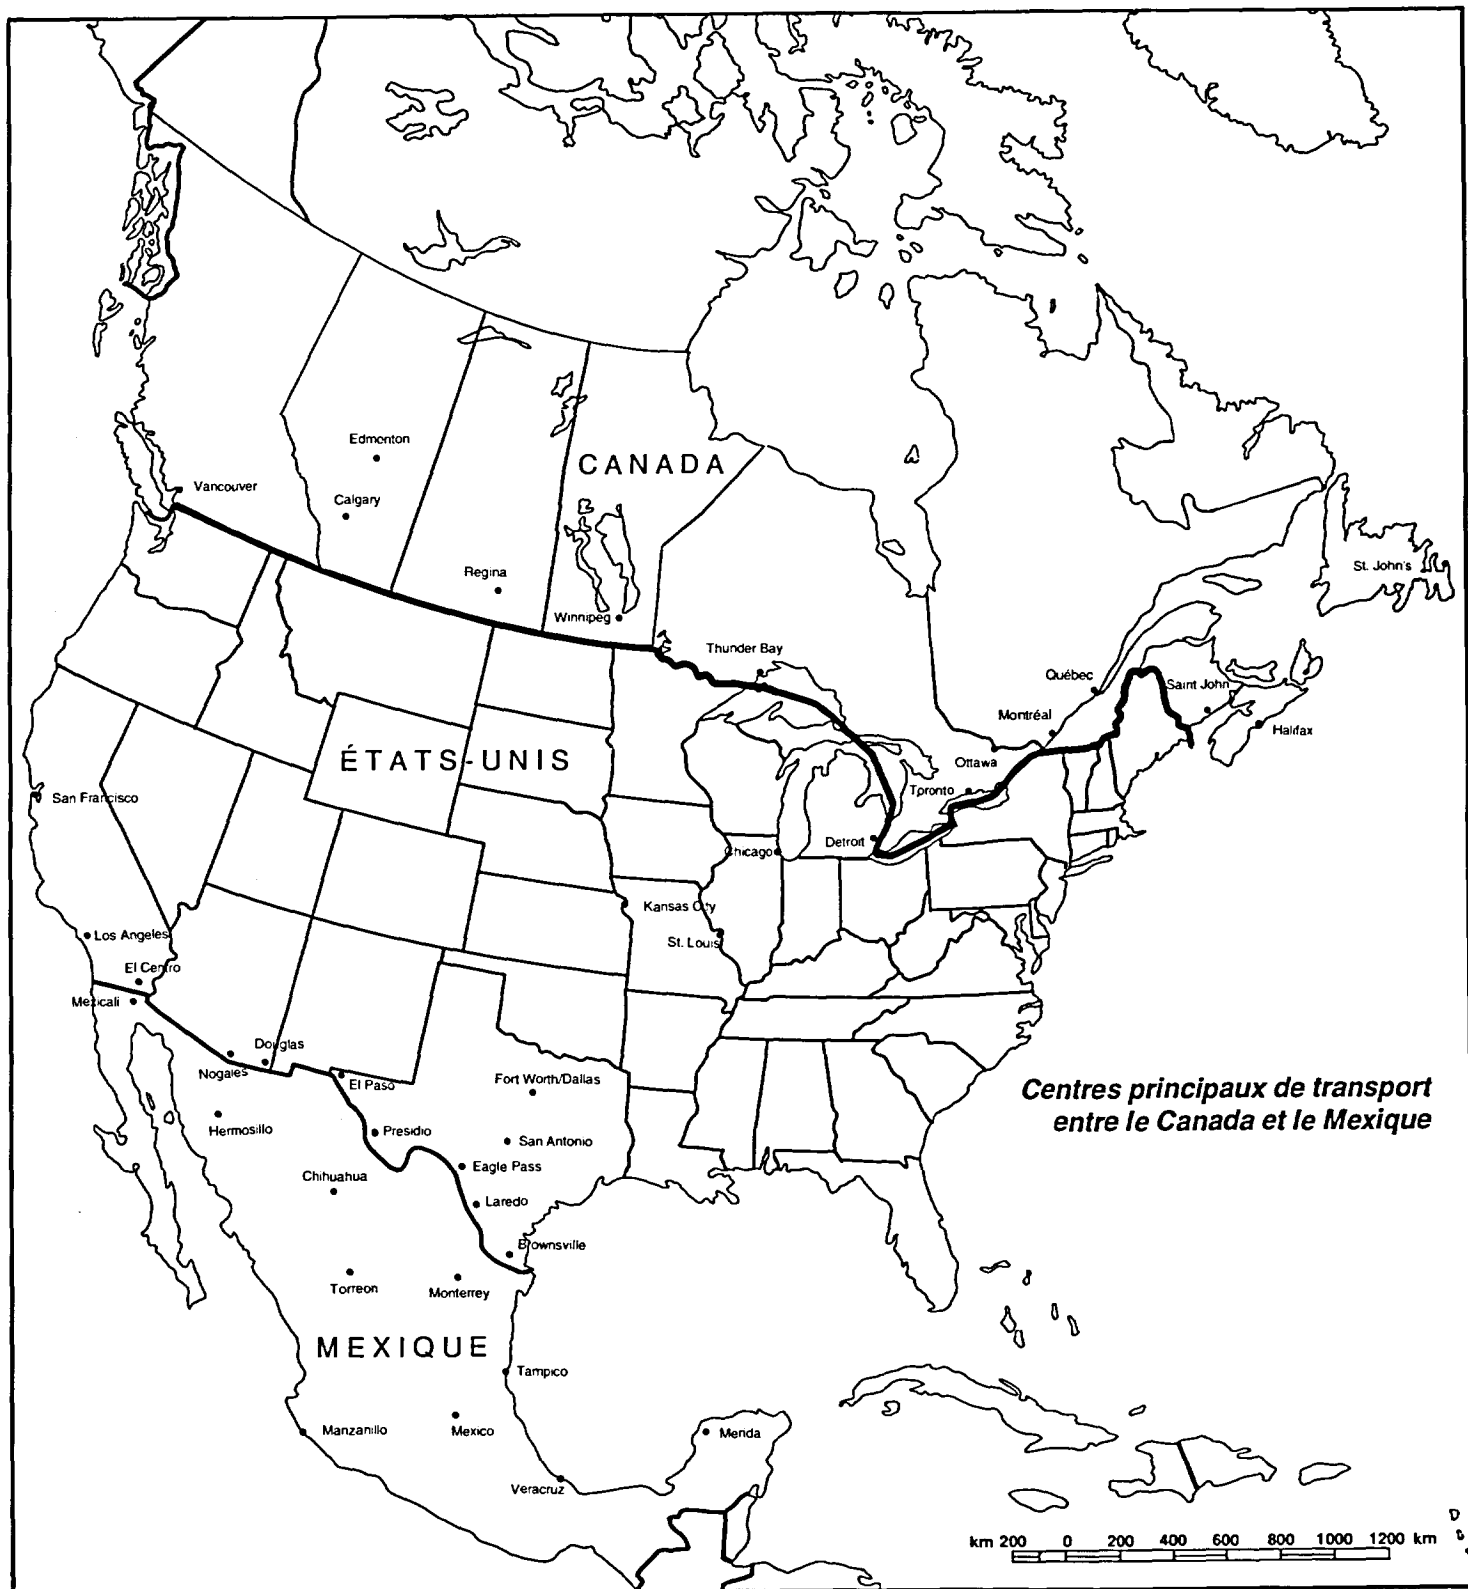 Edmonton
CANADA
Vancouver
Calgary
Regina
Winnipeg
St. John's
Thunder Bay
Québec
Saint John
Montréal
Halifax
ÉTATS-UNIS
Ottawa
San Francisco
Toronto
Detroit
Chicago
Kansas City
Los Angeles
St. Louis
El Centro
Mexicali
Douglas
Nogales
El Paso
Fort Worth/Dallas
Centres principaux de transport
entre le Canada et le Mexique
Hermosillo
Presidio
San Antonio
Eagle Pass
Chihuahua
Laredo
Brownsville
Torreon
Monterrey
MEXIQUE
Tampico
Manzanillo
Mexico
Merida
Veracruz
km 200 0 200 400 600 800 1000 1200 km